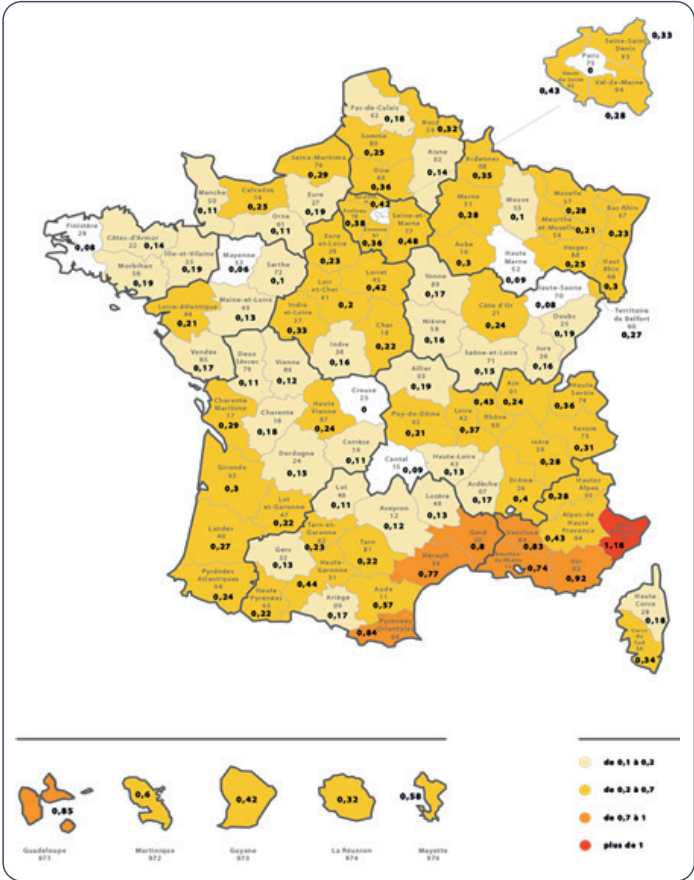 Seine-Saint
Denis
93
0,33
Paris
75
0
Val-de-Marne
94
0,43
0,28
Pas-de-Calais
62
0,18
Nord
59
0,32
Somme
80
0,25
Aisne
02
0,14
Ardennes
08
0,35
Seine-Maritime
76
0,29
Oise
60
0,36
Manche
50
0,11
Calvados
14
0,25
Eure
27
0,19
Orne
61
0,11
0,42
0,38
0,36
Seine-et
Marne
77
0,48
Marne
51
0,28
Meuse
55
0,1
Moselle
57
0,28
Meurthe
et-Moselle
54
0,21
Bas-Rhin
67
0,23
Aube
10
0,3
Haute
Marne
52
0,09
Vosges
88
0,25
Haut
Rhin
68
0,3
Finistère
29
0,08
Côtes-d'Armor
22
0,14
Ille-et-Vilaine
35
0,19
Morbihan
56
0,19
Mayenne
53
0,06
Sarthe
72
0,1
Eure
et-Loir
28
0,23
Loiret
45
0,42
Loir
et-Cher
41
0,2
Yonne
89
0,17
Haute-Saone
70
0,08
Territoire
de Belfort
90
0,27
Loire-Atlantique
44
0,21
Maine-et-Loire
49
0,13
Indre
et-Loire
37
0,33
Cher
18
0,22
Nièvre
58
0,16
Côte d'Or
21
0,24
Doubs
25
0,19
Vendée
85
0,17
Deux
Sèvres
79
0,11
Vienne
86
0,12
Indre
36
0,16
Saône-et-Loire
71
0,15
Jura
39
0,16
Allier
03
0,19
Charente
Maritime
17
0,29
Charente
16
0,18
Haute
Vienne
87
0,24
Creuse
23
0
Puy-de-Dôme
63
0,21
Loire
42
0,37
0,43
Rhône
69
Ain
01
0,24
Haute
Savoie
74
0,36
Savoie
73
0,31
Corrèze
19
0,11
Dordogne
24
0,15
Cantal
15
0,09
Haute-Loire
43
0,13
Isère
38
0,28
Gironde
33
0,3
Lot
46
0,11
Lozère
48
0,13
Ardèche
07
0,17
Drôme
26
0,4
Hautes
Alpes
05
0,28
Lot
et-Garonne
47
0,22
Aveyron
12
0,12
Landes
40
0,27
Tarn-et
Garonne
82
0,23
Tarn
81
0,22
Gard
30
0,8
Vaucluse
84
0,83
Alpes-de
Haute
Provence
04
0,43
1,18
Gers
32
0,13
Haute-
Garonne
31
0,44
Hérault
34
0,77
Bouches-
du-Rhône
0,74
Var
83
0,92
Pyrénées
Atlantiques
64
0,24
Haute
Pyrénées
65
0,22
Ariège
09
0,17
Aude
11
0,57
Pyrénées
Orientales
0,84
Haute
Corse
0,18
Corse
du
Sud
0,34
0,85
0,6
0,42
0,32
0,58
Guadeloupe
971
Martinique
972
Guyane
973
La Réunion
974
Mayotte
976
de 0,1 à 0,2
de 0,2 à 0,7
de 0,7 à 1
plus de 1